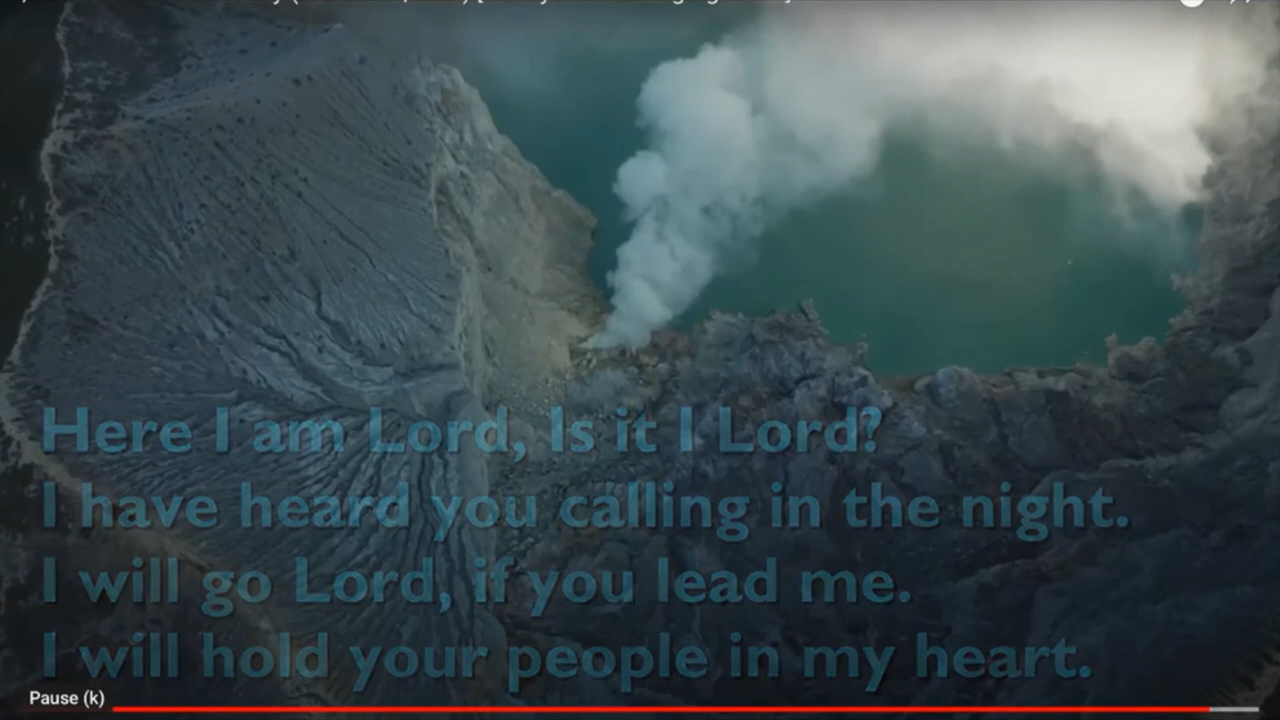 Here I am Lord, Is it I Lord?
I have heard you calling in the night.
I will go Lord, if you lead me.
I will hold your people in my heart.
Pause (k)